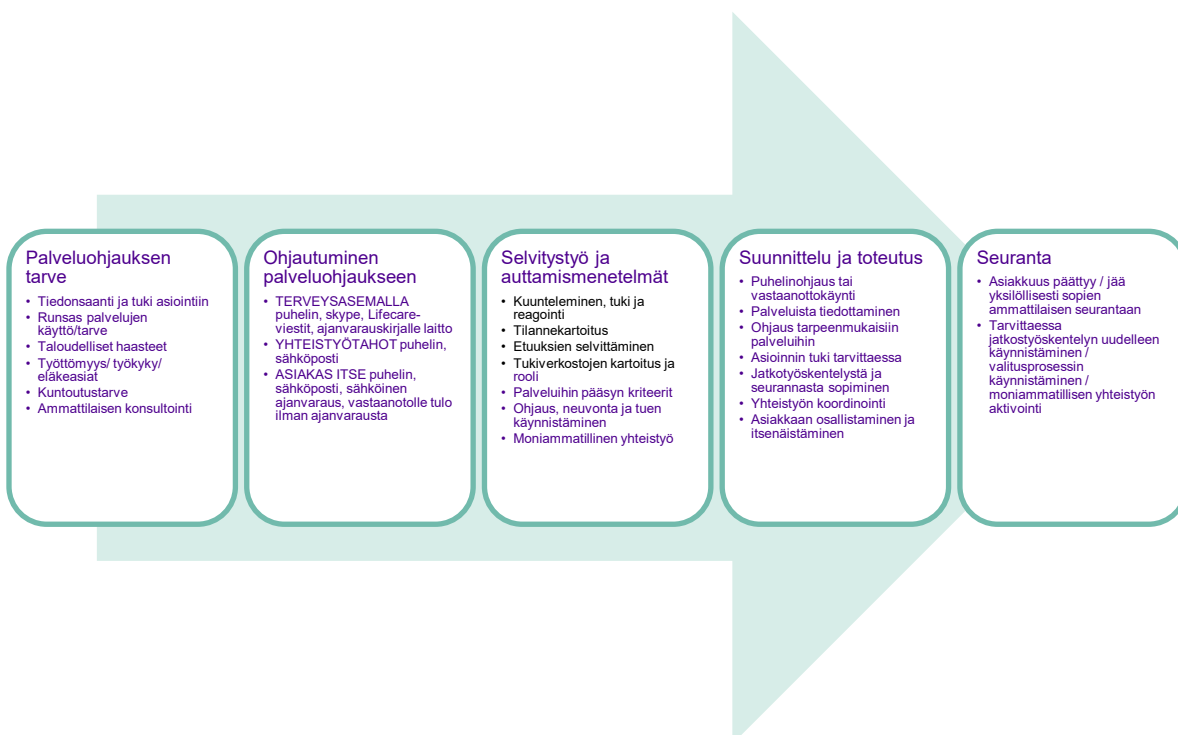 Palveluohjauksen
tarve
• Tiedonsaanti ja tuki asiointiin
• Runsas palvelujen
käyttö/tarve
• Taloudelliset haasteet
• Työttömyys/ työkyky/
eläkeasiat
• Kuntoutustarve
• Ammattilaisen konsultointi
Ohjautuminen
palveluohjaukseen
• TERVEYSASEMALLA
puhelin, skype, Lifecare-
viestit, ajanvarauskirjalle laitto
• YHTEISTYÖTAHOT puhelin,
sähköposti
• ASIAKAS ITSE puhelin,
sähköposti, sähköinen
ajanvaraus, vastaanotolle tulo
ilman ajanvarausta
Selvitystyö ja
auttamismenetelmät
• Kuunteleminen, tuki ja
reagointi
• Tilannekartoitus
• Etuuksien selvittäminen
• Tukiverkostojen kartoitus ja
rooli
• Palveluihin pääsyn kriteerit
• Ohjaus, neuvonta ja tuen
käynnistäminen
• Moniammatillinen yhteistyö
Suunnittelu ja toteutus
• Puhelinohjaus tai
vastaanottokäynti
• Palveluista tiedottaminen
• Ohjaus tarpeenmukaisiin
palveluihin
• Asioinnin tuki tarvittaessa
• Jatkotyöskentelystä ja
seurannasta sopiminen
• Yhteistyön koordinointi
• Asiakkaan osallistaminen ja
itsenäistäminen
Seuranta
• Asiakkuus päättyy / jää
yksilöllisesti sopien
ammattilaisen seurantaan
• Tarvittaessa
jatkostyöskentelyn uudelleen
käynnistäminen /
valitusprosessin
käynnistäminen /
moniammatillisen yhteistyön
aktivointi